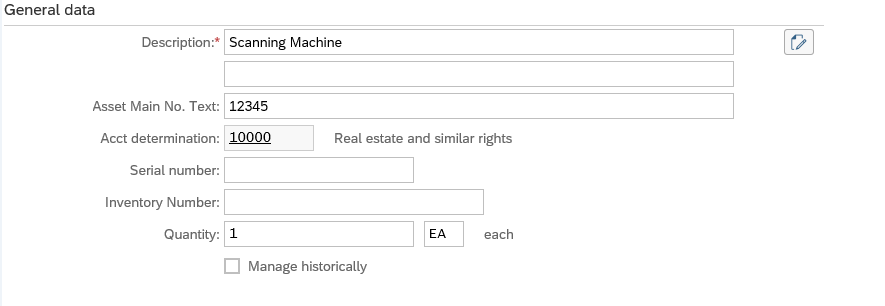 General data
Description:* Scanning Machine
Asset Main No. Text: 12345
Acct determination: 10000 Real estate and similar rights
Serial number:
Inventory Number:
Quantity: 1 EA each
Manage historically